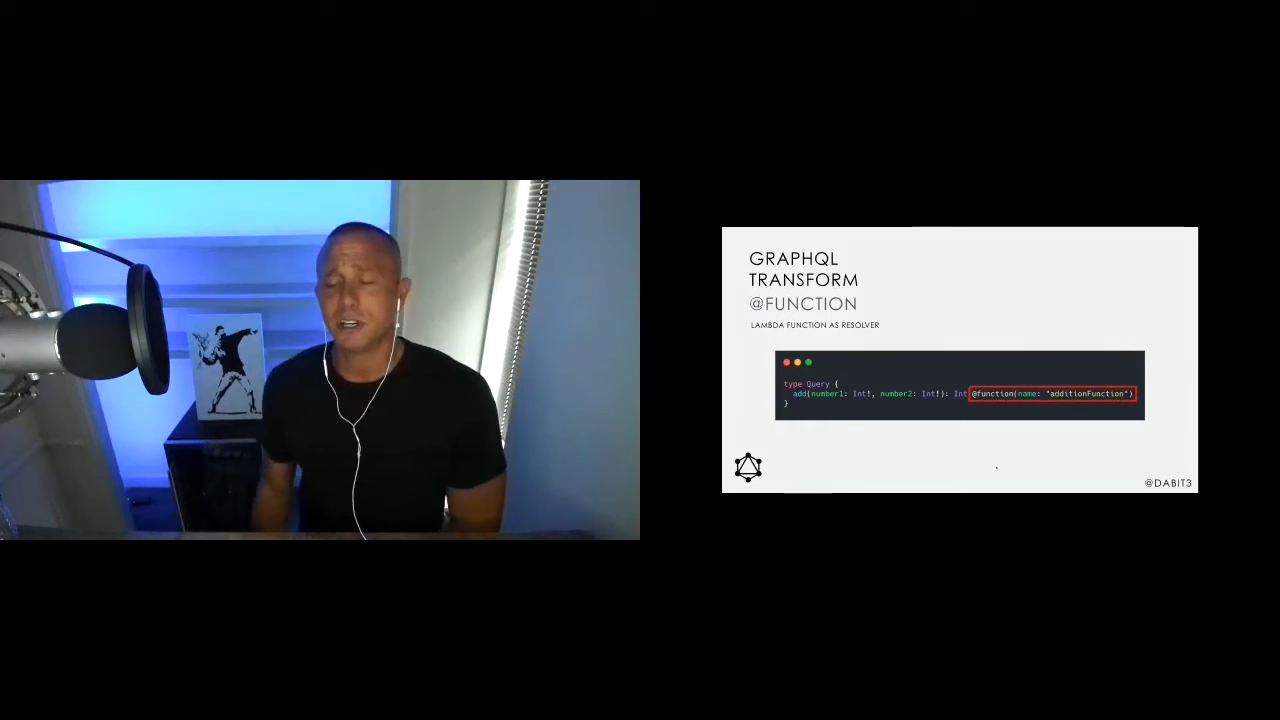 GRAPHQL
TRANSFORM
@FUNCTION
LAMBDA FUNCTION AS RESOLVER
type Query {
add(number1: Int!, number2: Int!): Int @function(name: "additionFunction")
}
@DABIT3